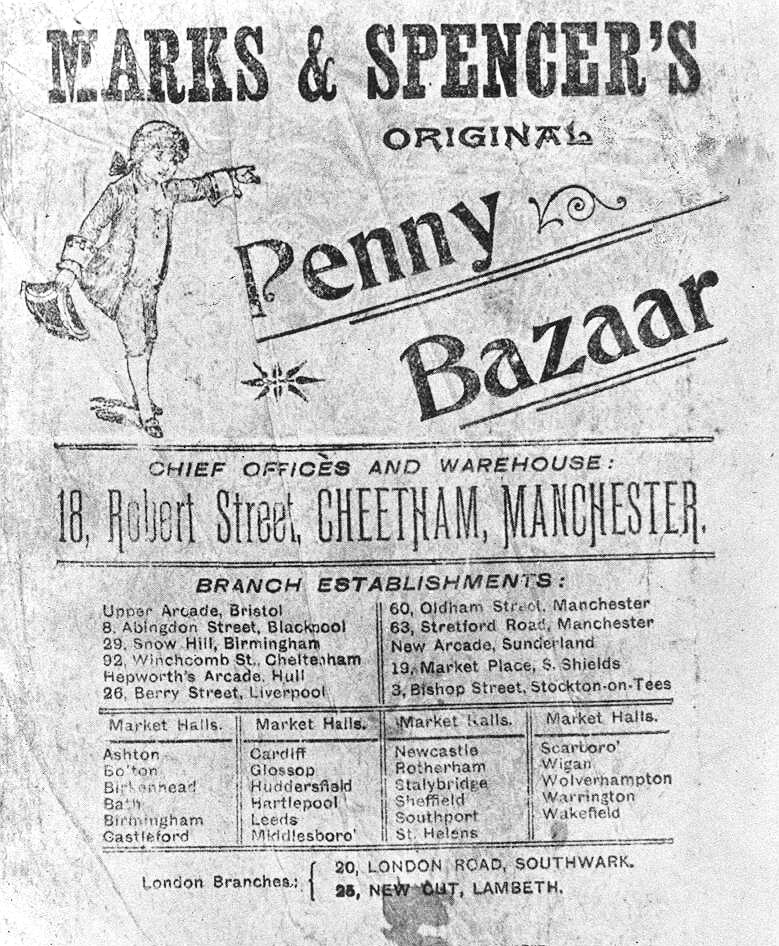 MARKS & SPENCER'S
ORIGINAL
Penny
Bazaar
CHIEF OFFICES AND WAREHOUSE:
18, Robert Street, CHEETHAM, MANCHESTER.
BRANCH ESTABLISHMENTS:
Upper Arcade, Bristol
8, Abingdon Street, Blackpool
29, Snow Hill, Birmingham
92, Winchcomb St., Cheltenham
Hepworth's Arcade, Hull
26, Berry Street, Liverpool
60, Oldham Street, Manchester
63, Stretford Road, Manchester
New Arcade, Sunderland
19, Market Place, S. Shields
3, Bishop Street, Stockton-on-Tees
Market Halls.
Ashton
Bolton
Birkenhead
Bath
Birmingham
Castleford
Market Halls.
Cardiff
Glossop
Huddersfield
Hartlepool
Leeds
Middlesboro'
Market Halls.
Newcastle
Rotherham
Stalybridge
Sheffield
Southport
St. Helens
Market Halls.
Scarboro'
Wigan
Wolverhampton
Warrington
Wakefield
London Branches.:
20, LONDON ROAD, SOUTHWARK.
25, NEW CUT, LAMBETH.